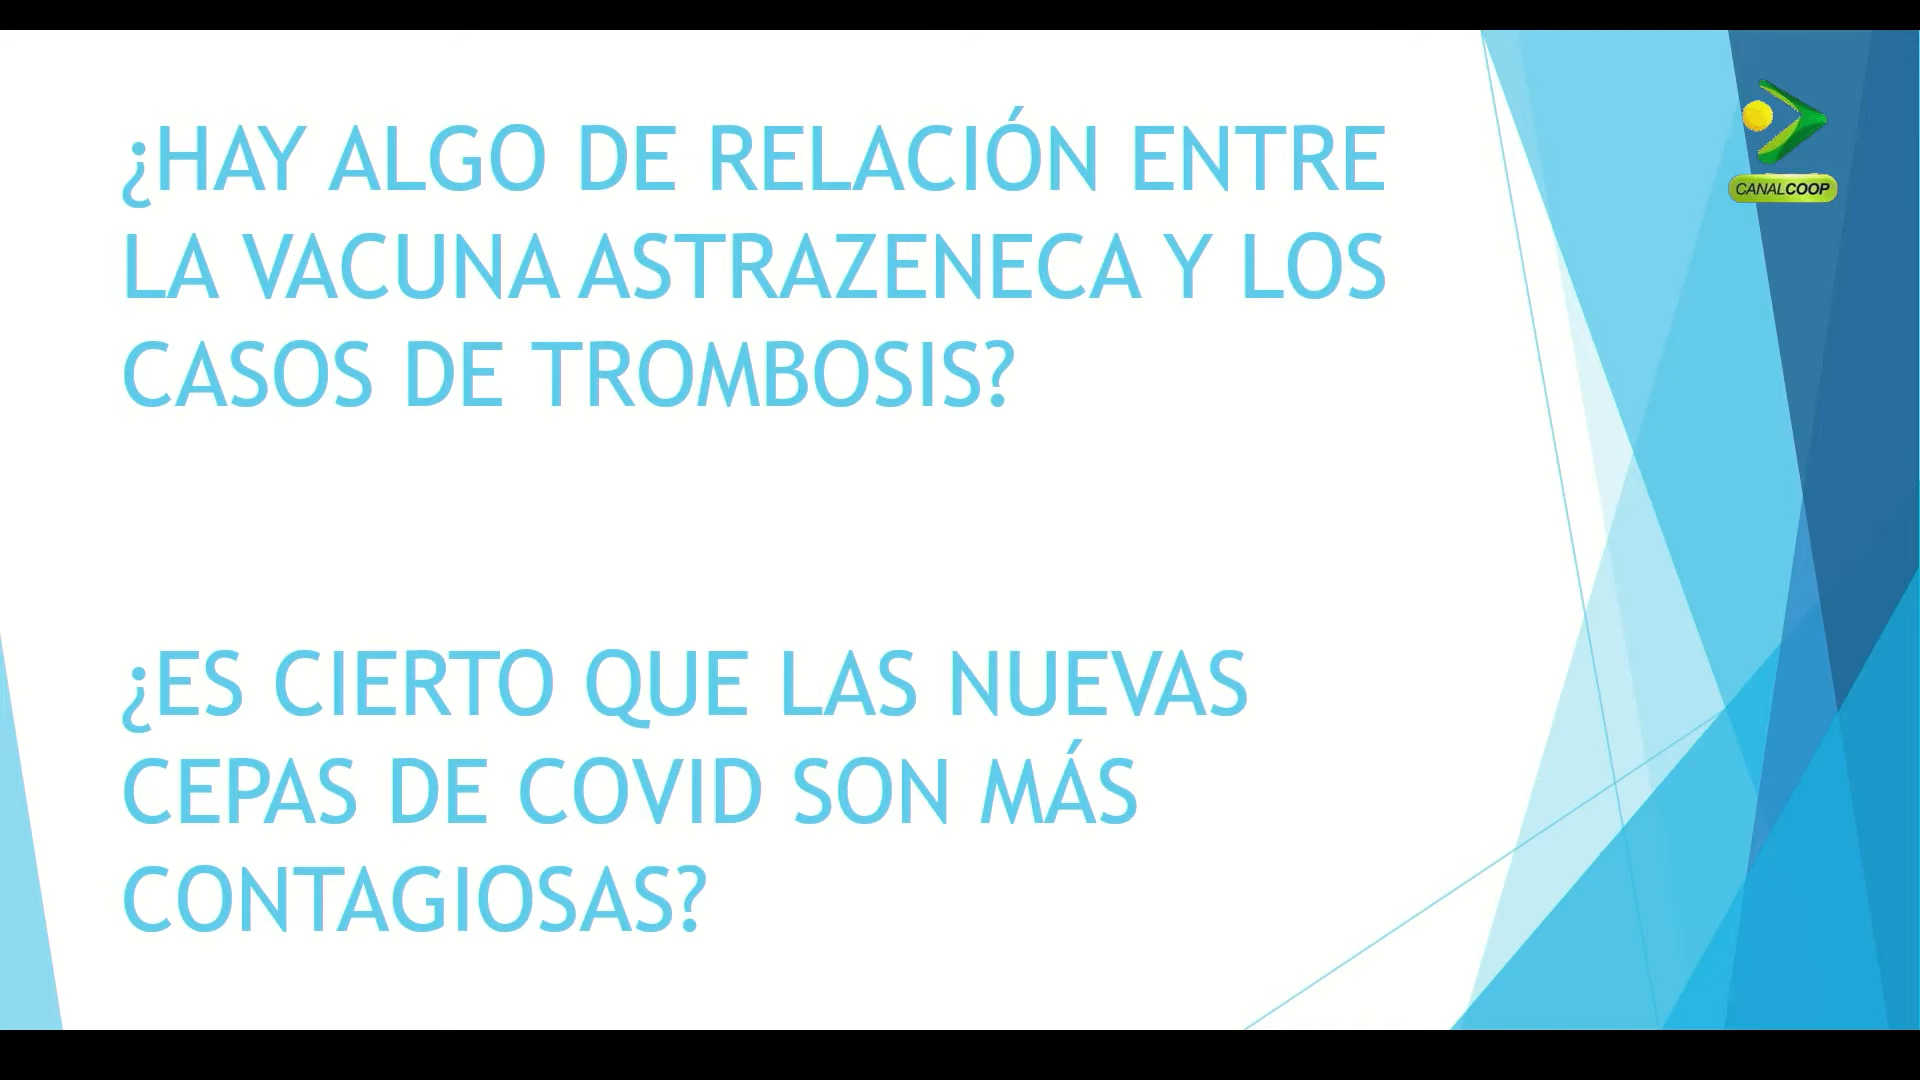 ¿HAY ALGO DE RELACIÓN ENTRE
LA VACUNA ASTRAZENECA Y LOS
CASOS DE TROMBOSIS?
¿ES CIERTO QUE LAS NUEVAS
CEPAS DE COVID SON MÁS
CONTAGIOSAS?
CANALCOOP